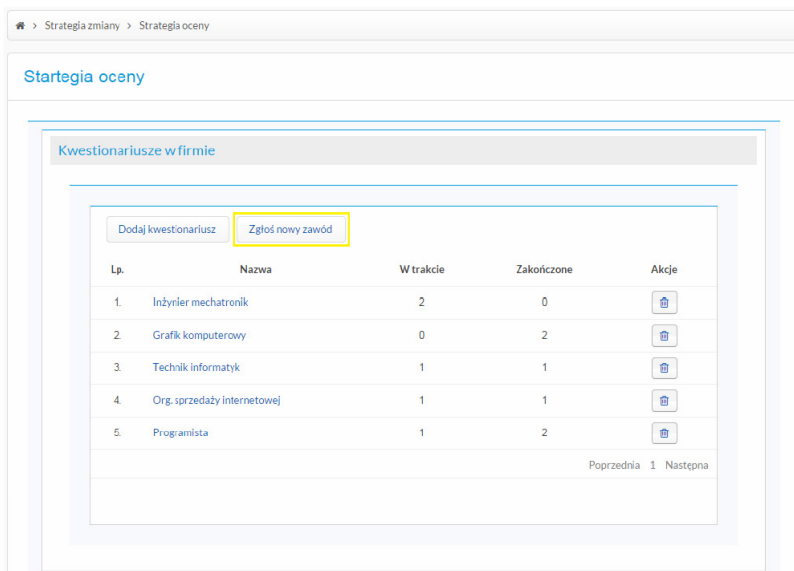 > Strategia zmiany > Strategia oceny
Startegia oceny
Kwestionariusze w firmie
Dodaj kwestionariusz Zgłoś nowy zawód
Lp. Nazwa W trakcie Zakończone Akcje
1. Inżynier mechatronik 2 0
2. Grafik komputerowy 0 2
3. Technik informatyk 1 1
4. Org. sprzedaży internetowej 1 1
5. Programista 1 2
Poprzednia 1 Następna